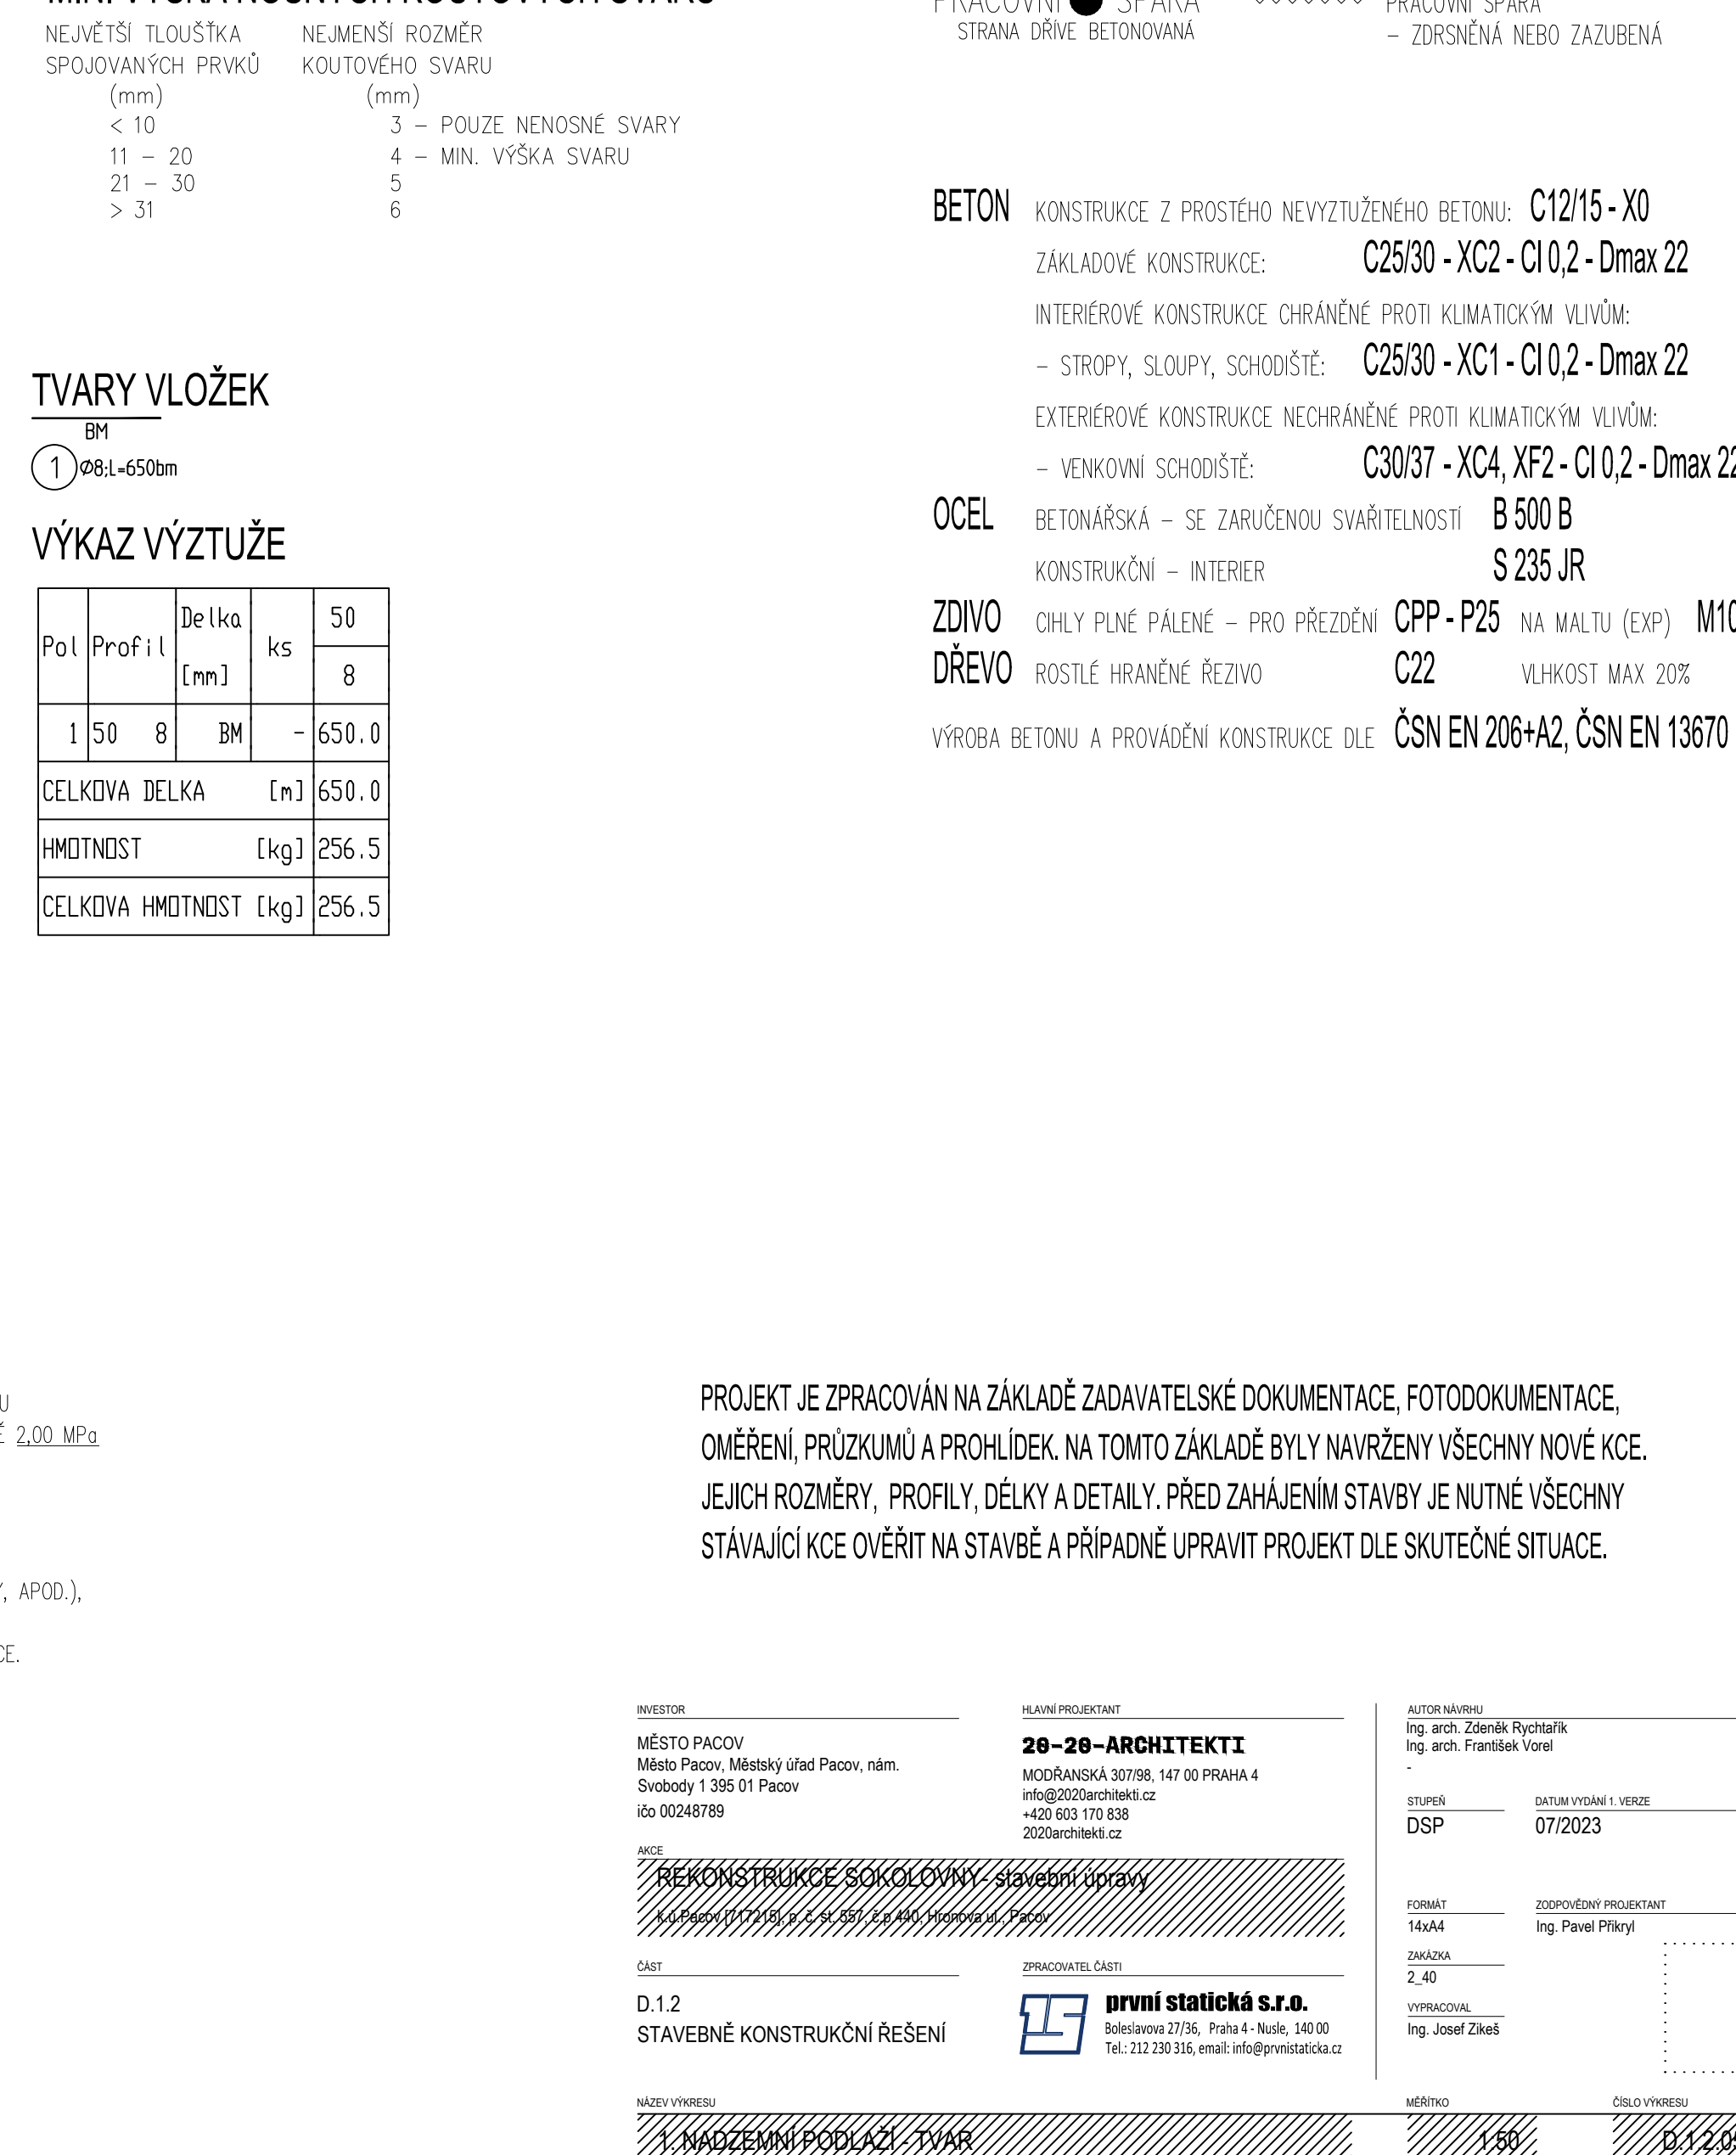 NEJVĚTŠÍ TLOUŠŤKA NEJMENŠÍ ROZMĚR
SPOJOVANÝCH PRVKŮ KOUTOVÉHO SVARU
(mm) (mm)
< 10 3 – POUZE NENOSNÉ SVARY
11 – 20 4 – MIN. VÝŠKA SVARU
21 – 30 5
> 31 6
PRACOVNÍ SPÁRA
STRANA DŘÍVE BETONOVANÁ
PRACOVNÍ SPÁRA
– ZDRSNĚNÁ NEBO ZAZUBENÁ
BETON KONSTRUKCE Z PROSTÉHO NEVYZTUŽENÉHO BETONU: C12/15 - X0
ZÁKLADOVÉ KONSTRUKCE: C25/30 - XC2 - Cl 0,2 - Dmax 22
INTERIÉROVÉ KONSTRUKCE CHRÁNĚNÉ PROTI KLIMATICKÝM VLIVŮM:
– STROPY, SLOUPY, SCHODIŠTĚ: C25/30 - XC1 - Cl 0,2 - Dmax 22
EXTERIÉROVÉ KONSTRUKCE NECHRÁNĚNÉ PROTI KLIMATICKÝM VLIVŮM:
– VENKOVNÍ SCHODIŠTĚ: C30/37 - XC4, XF2 - Cl 0,2 - Dmax 22
OCEL BETONÁŘSKÁ – SE ZARUČENOU SVAŘITELNOSTÍ B 500 B
KONSTRUKČNÍ – INTERIER S 235 JR
ZDIVO CIHLY PLNÉ PÁLENÉ – PRO PŘEZDĚNÍ CPP - P25 NA MALTU (EXP) M10
DŘEVO ROSTLÉ HRANĚNÉ ŘEZIVO C22 VLHKOST MAX 20%
VÝROBA BETONU A PROVÁDĚNÍ KONSTRUKCE DLE ČSN EN 206+A2, ČSN EN 13670
TVARY VLOŽEK
BM
1 Ø8;L=650bm
VÝKAZ VÝZTUŽE
Pol Profil Delka [mm] ks 50
8
1 50 8 BM - 650.0
CELKOVA DELKA [m] 650.0
HMOTNOST [kg] 256.5
CELKOVA HMOTNOST [kg] 256.5
2,00 MPa
, APOD.),
CE.
PROJEKT JE ZPRACOVÁN NA ZÁKLADĚ ZADAVATELSKÉ DOKUMENTACE, FOTODOKUMENTACE,
OMĚŘENÍ, PRŮZKUMŮ A PROHLÍDEK. NA TOMTO ZÁKLADĚ BYLY NAVRŽENY VŠECHNY NOVÉ KCE.
JEJICH ROZMĚRY, PROFILY, DÉLKY A DETAILY. PŘED ZAHÁJENÍM STAVBY JE NUTNÉ VŠECHNY
STÁVAJÍCÍ KCE OVĚŘIT NA STAVBĚ A PŘÍPADNĚ UPRAVIT PROJEKT DLE SKUTEČNÉ SITUACE.
INVESTOR
MĚSTO PACOV
Město Pacov, Městský úřad Pacov, nám.
Svobody 1 395 01 Pacov
ičo 00248789
HLAVNÍ PROJEKTANT
20-20-ARCHITEKTI
MODŘANSKÁ 307/98, 147 00 PRAHA 4
info@2020architekti.cz
+420 603 170 838
2020architekti.cz
AUTOR NÁVRHU
Ing. arch. Zdeněk Rychtařík
Ing. arch. František Vorel
-
STUPEŇ DATUM VYDÁNÍ 1. VERZE
DSP 07/2023
AKCE
REKONSTRUKCE SOKOLOVNY- stavební úpravy
k.ú.Pacov [717215], p. č. st. 557, č.p.440, Hronova ul., Pacov
FORMÁT ZODPOVĚDNÝ PROJEKTANT
14xA4 Ing. Pavel Přikryl
ZAKÁZKA
2_40
VYPRACOVAL
Ing. Josef Zikeš
ČÁST
D.1.2
STAVEBNĚ KONSTRUKČNÍ ŘEŠENÍ
ZPRACOVATEL ČÁSTI
první statická s.r.o.
Boleslavova 27/36, Praha 4 - Nusle, 140 00
Tel.: 212 230 316, email: info@prvnistaticka.cz
NÁZEV VÝKRESU MĚŘÍTKO ČÍSLO VÝKRESU
1. NADZEMNÍ PODLAŽÍ - TVAR 1:50